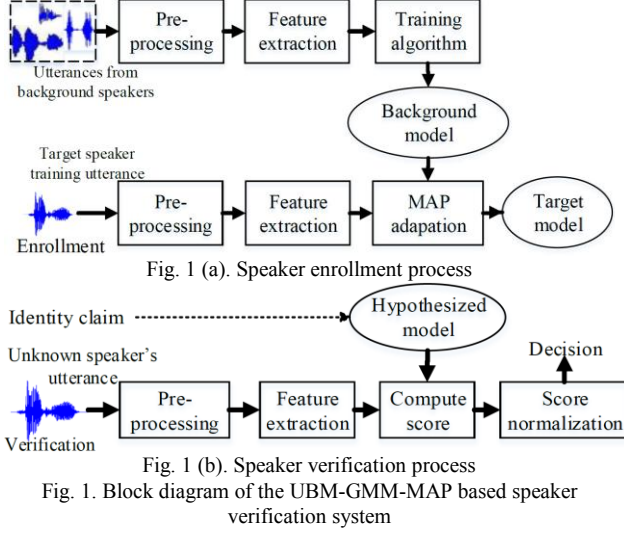 Pre-
processing
Feature
extraction
Training
algorithm
Utterances from
background speakers
Background
model
Target speaker
training utterance
Enrollment
Pre-
processing
Feature
extraction
MAP
adapation
Target
model
Fig. 1 (a). Speaker enrollment process
Identity claim
Hypothesized
model
Unknown speaker's
utterance
Decision
Verification
Pre-
processing
Feature
extraction
Compute
score
Score
normalization
Fig. 1 (b). Speaker verification process
Fig. 1. Block diagram of the UBM-GMM-MAP based speaker
verification system